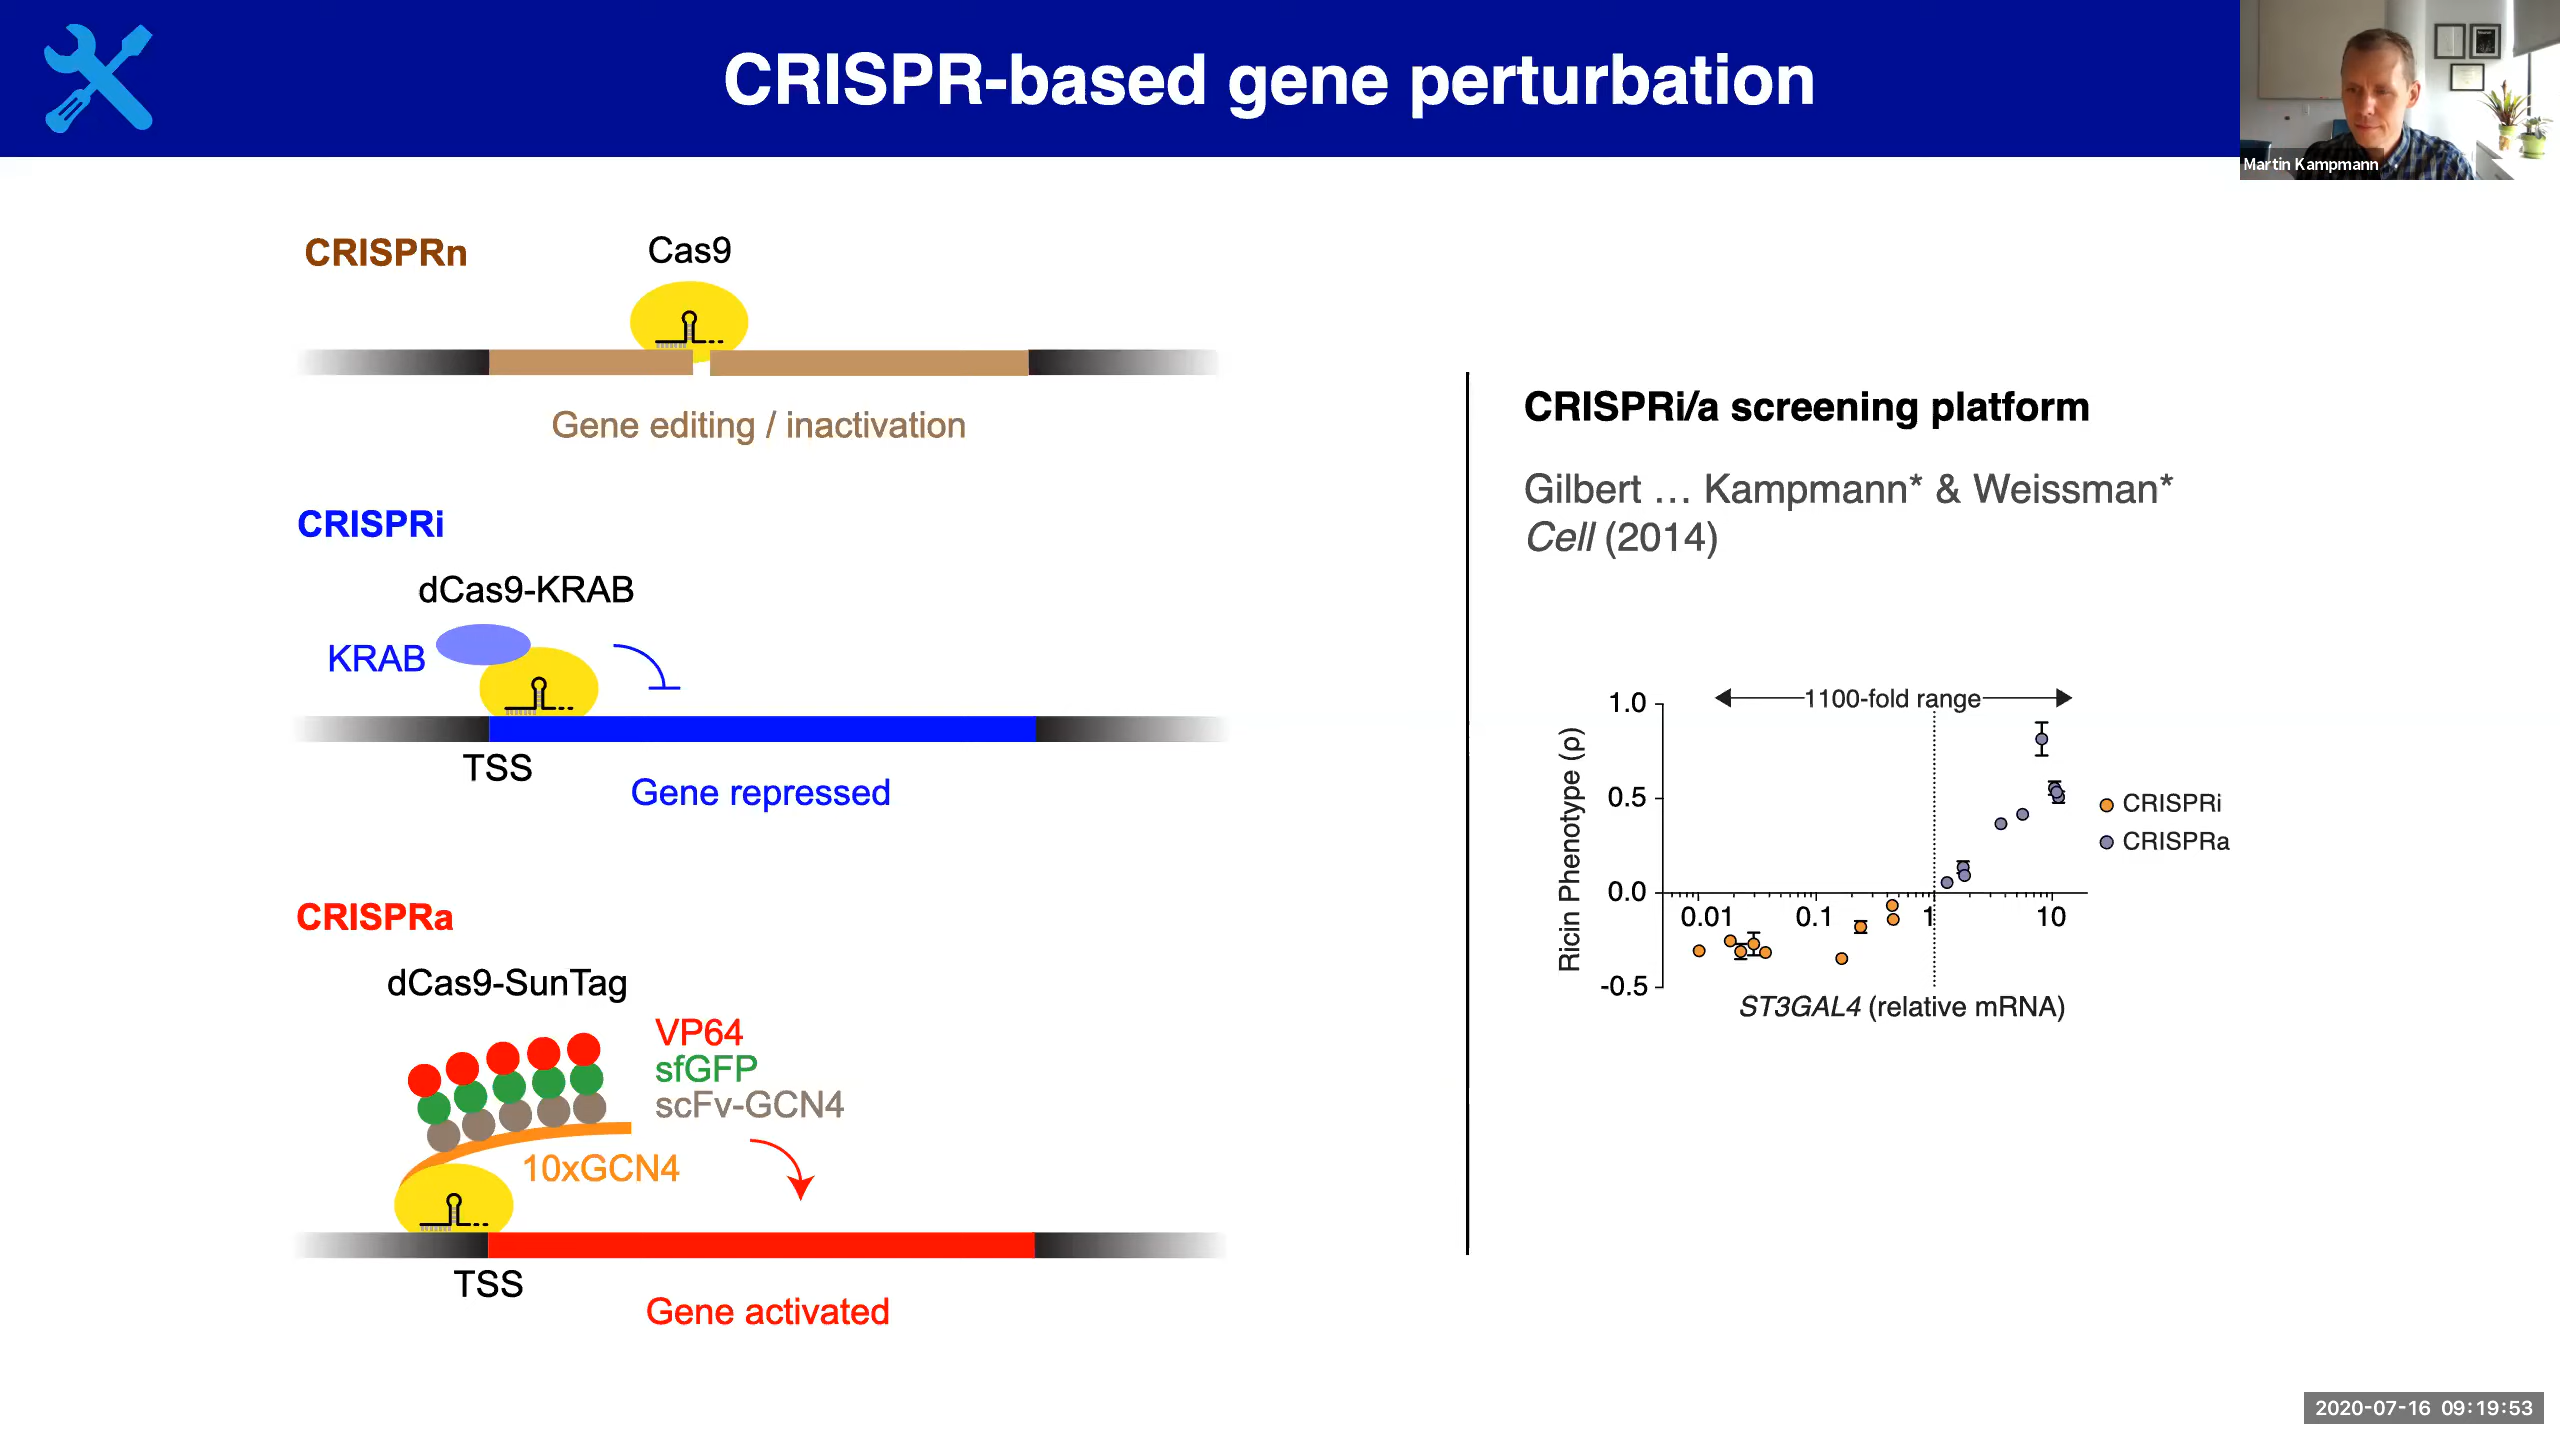 CRISPR-based gene perturbation
Martin Kampmann
CRISPRn
Cas9
Gene editing / inactivation
CRISPRi
dCas9-KRAB
KRAB
TSS
Gene repressed
CRISPRa
dCas9-SunTag
VP64
sfGFP
scFv-GCN4
10xGCN4
TSS
Gene activated
CRISPRi/a screening platform
Gilbert … Kampmann* & Weissman*
Cell (2014)
1100-fold range
Ricin Phenotype (ρ)
1.0
0.5
0.0
-0.5
0.01 0.1 1 10
ST3GAL4 (relative mRNA)
CRISPRi
CRISPRa
2020-07-16 09:19:53